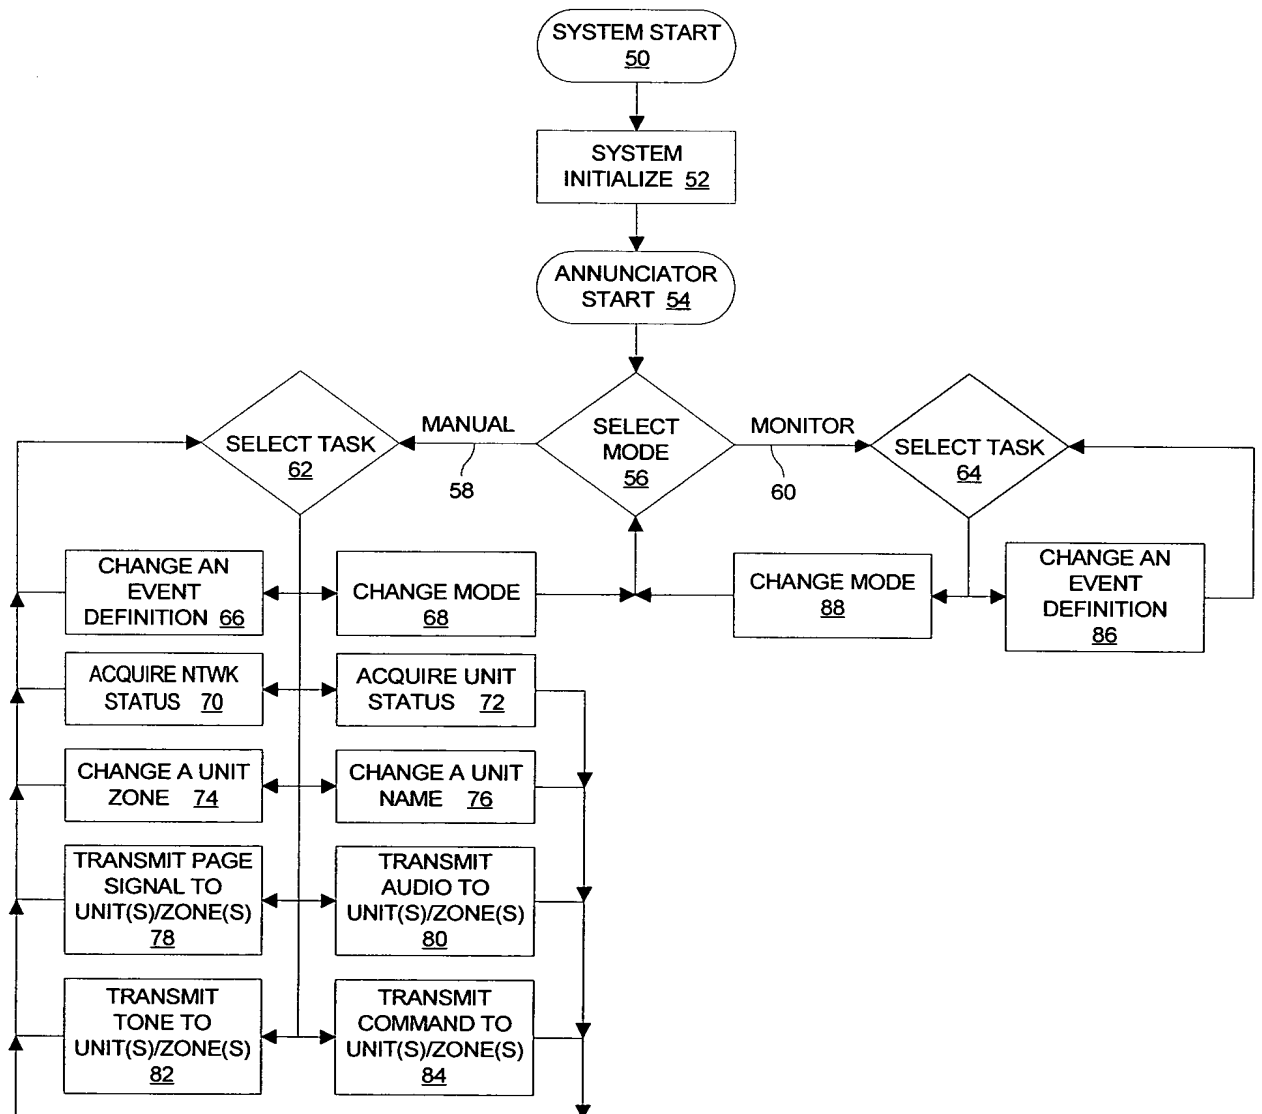 SYSTEM START
50
SYSTEM
INITIALIZE 52
ANNUNCIATOR
START 54
SELECT
MODE
56
MANUAL
58
MONITOR
60
SELECT TASK
62
SELECT TASK
64
CHANGE AN
EVENT
DEFINITION 66
CHANGE MODE
68
CHANGE MODE
88
CHANGE AN
EVENT
DEFINITION
86
ACQUIRE NTWK
STATUS 70
ACQUIRE UNIT
STATUS 72
CHANGE A UNIT
ZONE 74
CHANGE A UNIT
NAME 76
TRANSMIT PAGE
SIGNAL TO
UNIT(S)/ZONE(S)
78
TRANSMIT
AUDIO TO
UNIT(S)/ZONE(S)
80
TRANSMIT
TONE TO
UNIT(S)/ZONE(S)
82
TRANSMIT
COMMAND TO
UNIT(S)/ZONE(S)
84